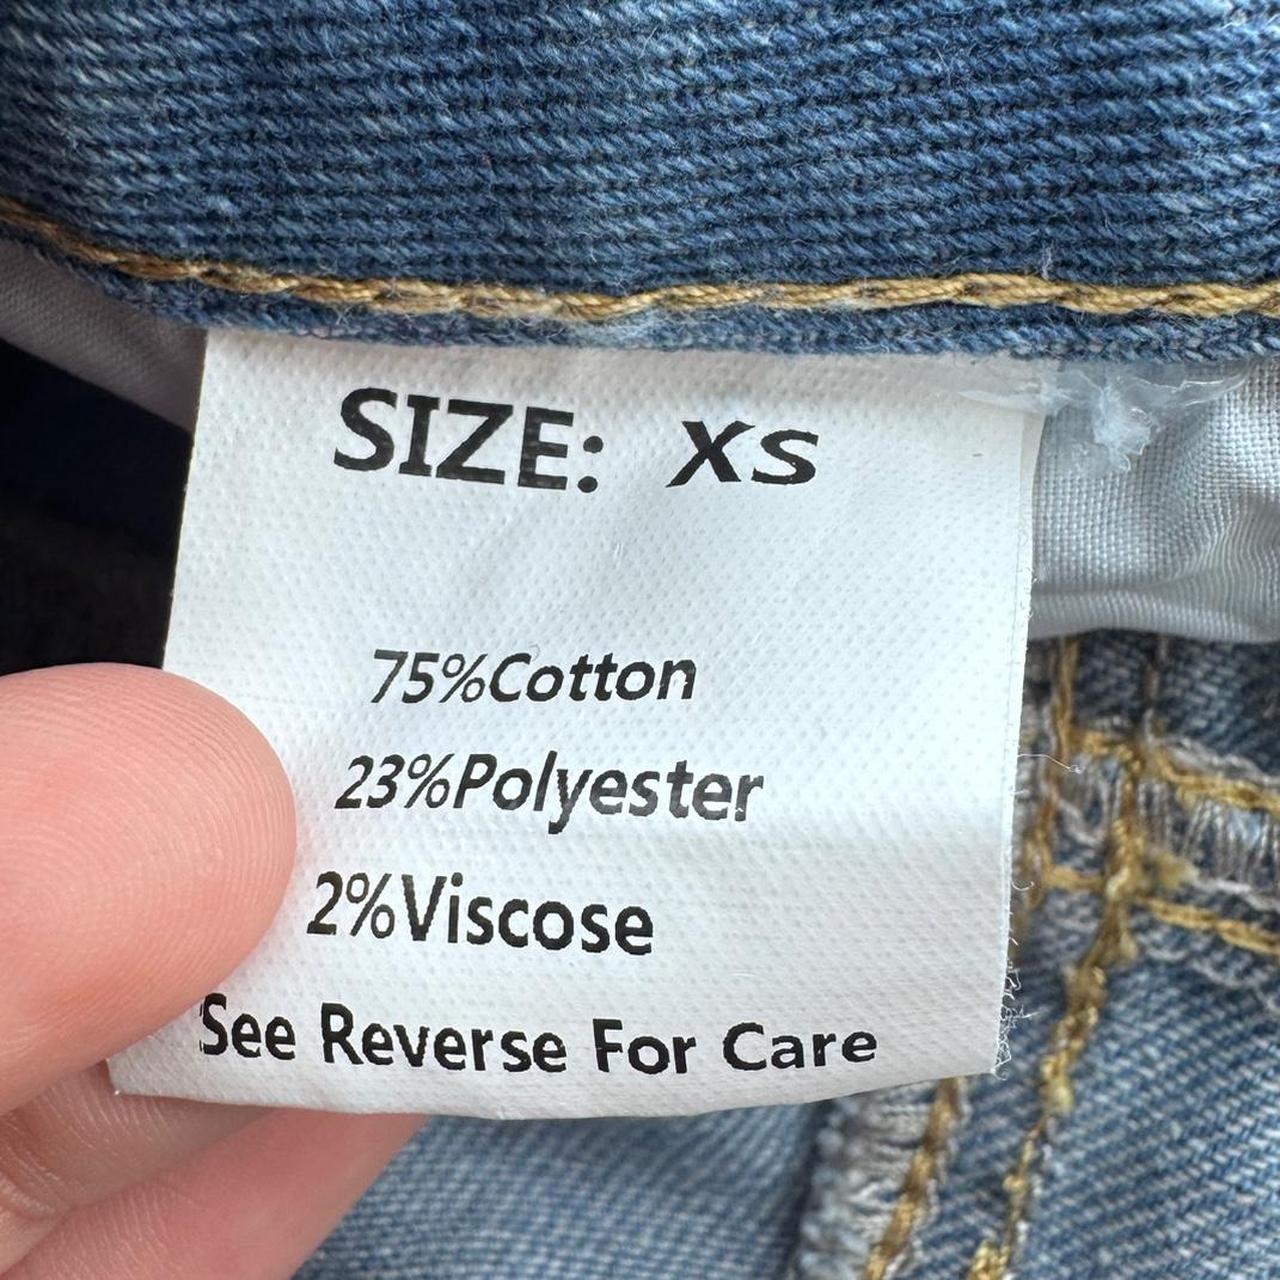 SIZE: XS
75%Cotton
23%Polyester
2%Viscose
See Reverse For Care